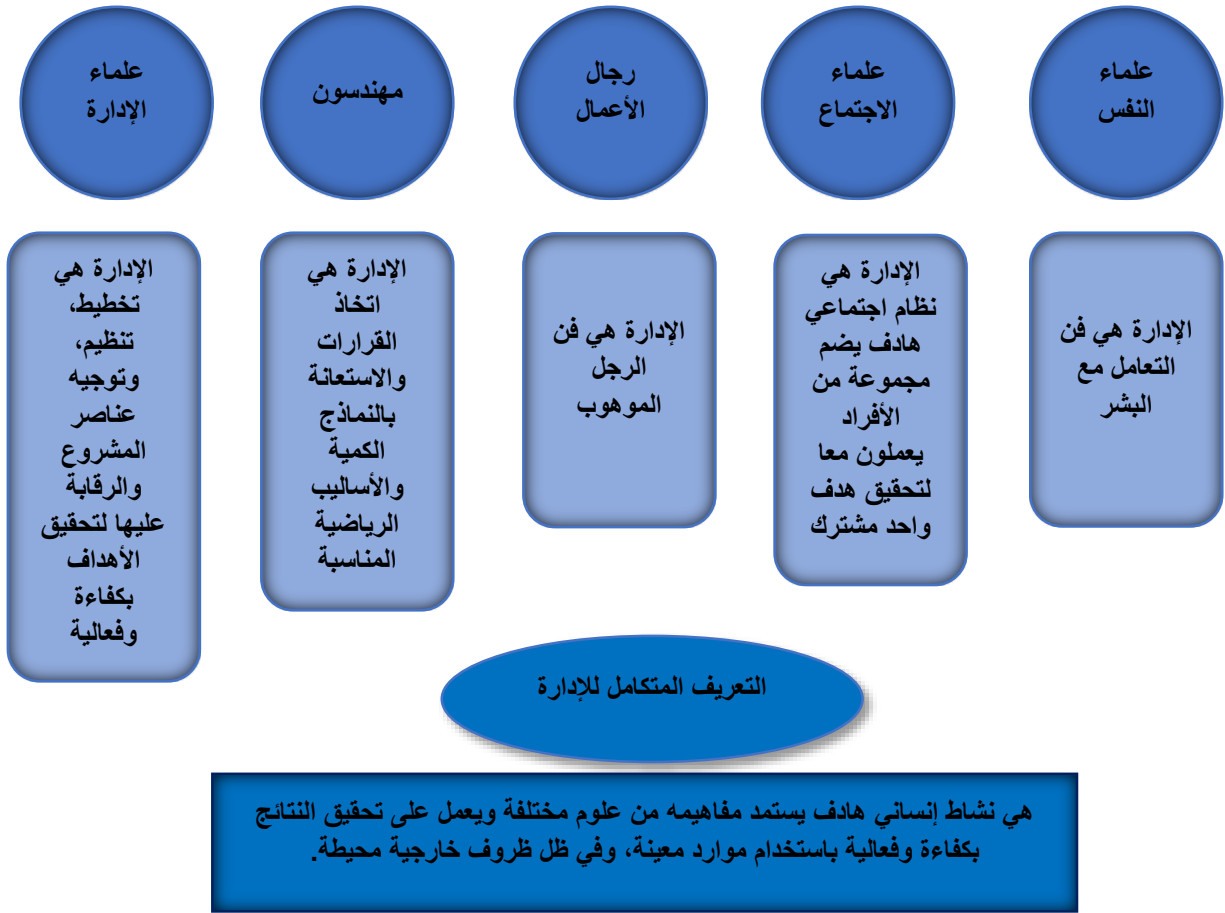 علماء
النفس
علماء
الاجتماع
رجال
الأعمال
مهندسون
علماء
الإدارة
الإدارة هي فن
التعامل مع
البشر
الإدارة هي
نظام اجتماعي
هادف يضم
مجموعة من
الأفراد
يعملون معا
لتحقيق هدف
واحد مشترك
الإدارة هي فن
الرجل
الموهوب
الإدارة هي
اتخاذ
القرارات
والاستعانة
بالنماذج
الكمية
والأساليب
الرياضية
المناسبة
الإدارة هي
تخطيط،
تنظيم،
وتوجيه
عناصر
المشروع
والرقابة
عليها لتحقيق
الأهداف
بكفاءة
وفعالية
التعريف المتكامل للإدارة
هي نشاط إنساني هادف يستمد مفاهيمه من علوم مختلفة ويعمل على تحقيق النتائج
بكفاءة وفعالية باستخدام موارد معينة، وفي ظل ظروف خارجية محيطة.